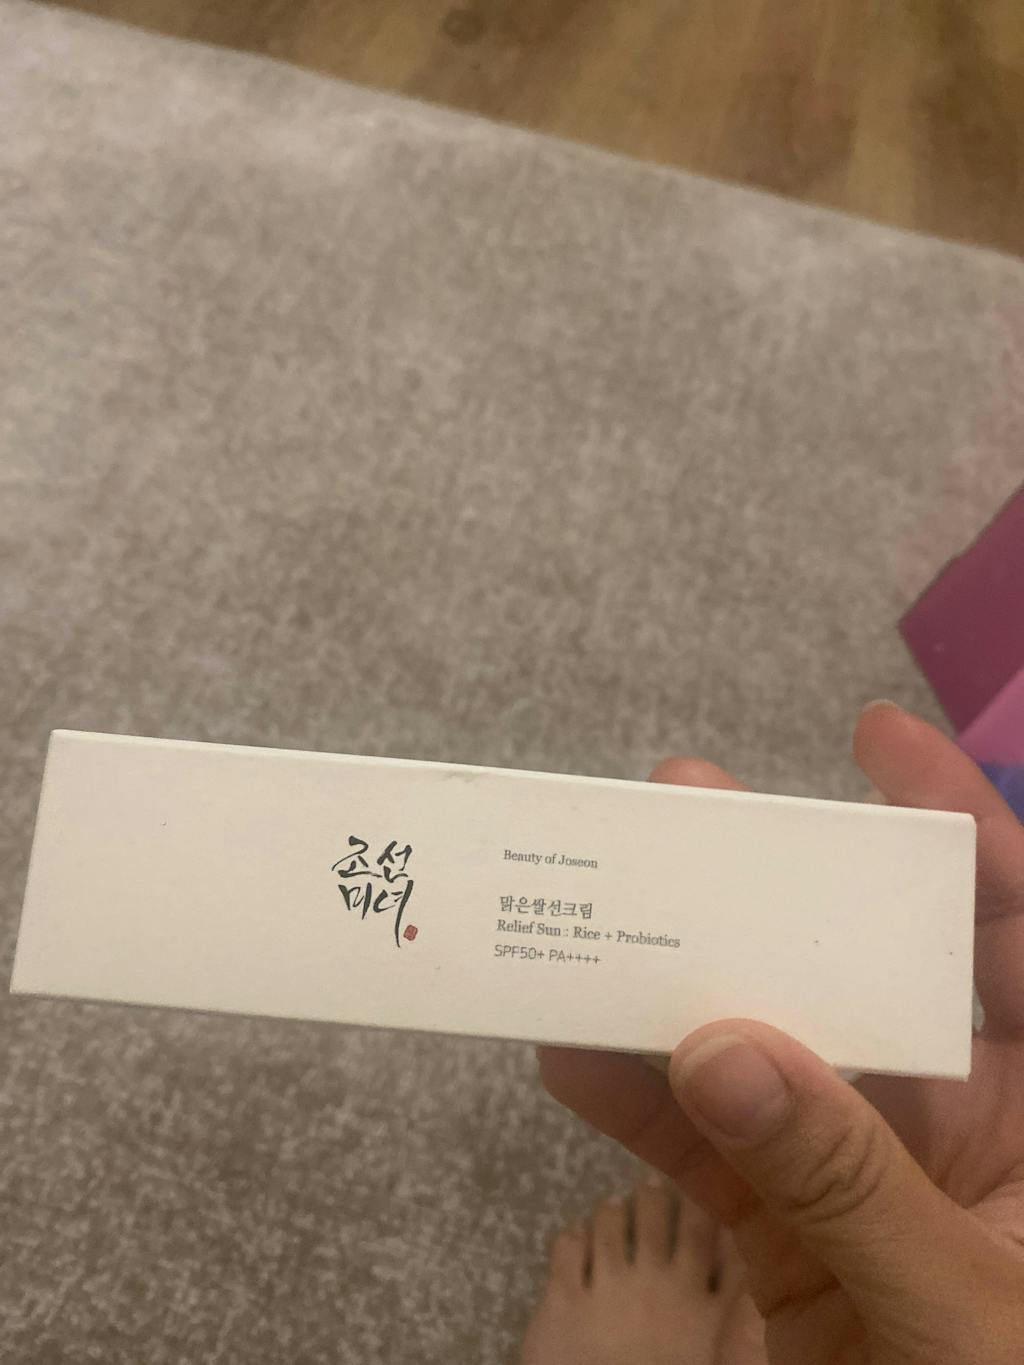 조선
미녀
Beauty of Joseon
맑은쌀선크림
Relief Sun : Rice + Probiotics
SPF50+ PA++++